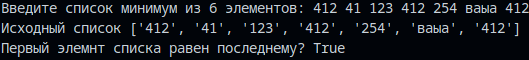 Введите список минимум из 6 элементов: 412 41 123 412 254 ваыа 412
Исходный список ['412', '41', '123', '412', '254', 'ваыа', '412']
Первый элемнт списка равен последнему? True